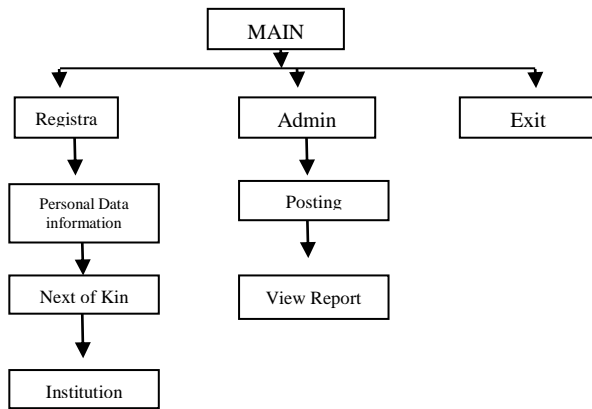 MAIN
Registra
Admin
Exit
Personal Data
information
Posting
Next of Kin
View Report
Institution